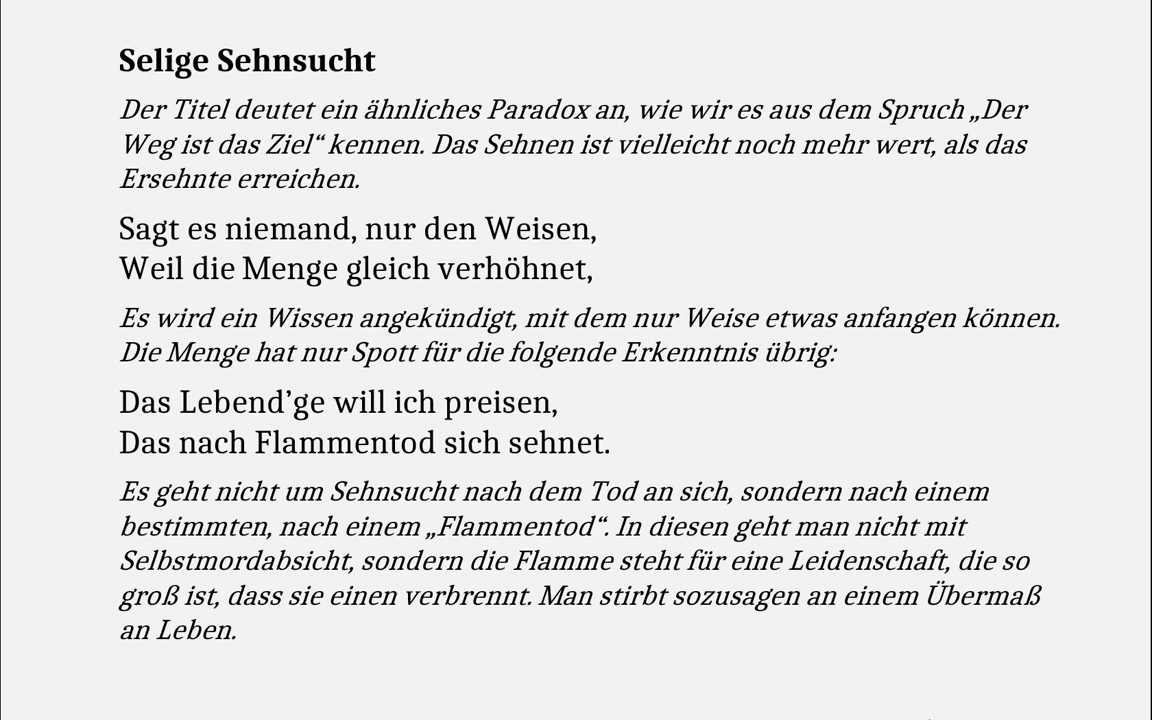 Selige Sehnsucht
Der Titel deutet ein ähnliches Paradox an, wie wir es aus dem Spruch „Der
Weg ist das Ziel“ kennen. Das Sehnen ist vielleicht noch mehr wert, als das
Ersehnte erreichen.
Sagt es niemand, nur den Weisen,
Weil die Menge gleich verhöhnet,
Es wird ein Wissen angekündigt, mit dem nur Weise etwas anfangen können.
Die Menge hat nur Spott für die folgende Erkenntnis übrig:
Das Lebend’ge will ich preisen,
Das nach Flammentod sich sehnet.
Es geht nicht um Sehnsucht nach dem Tod an sich, sondern nach einem
bestimmten, nach einem „Flammentod“. In diesen geht man nicht mit
Selbstmordabsicht, sondern die Flamme steht für eine Leidenschaft, die so
groß ist, dass sie einen verbrennt. Man stirbt sozusagen an einem Übermaß
an Leben.